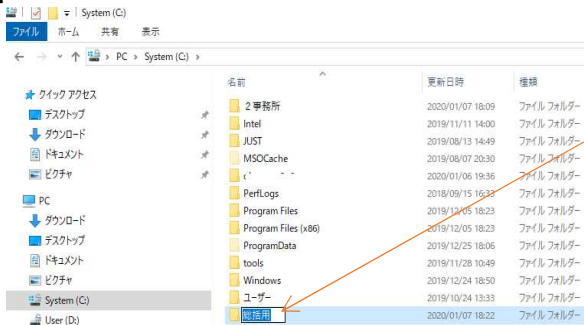 System (C:)
ファイル ホーム 共有 表示
PC › System (C:) ›
名前 更新日時 種類
クイック アクセス
デスクトップ
ダウンロード
ドキュメント
ピクチャ
PC
ダウンロード
デスクトップ
ドキュメント
ピクチャ
System (C:)
User (D:)
2事務所 2020/01/07 18:09 ファイル フォルダー
Intel 2019/11/11 14:00 ファイル フォルダー
JUST 2019/08/13 14:49 ファイル フォルダー
MSOCache 2019/08/07 20:30 ファイル フォルダー
2020/01/06 19:36 ファイル フォルダー
PerfLogs 2018/09/15 16:33 ファイル フォルダー
Program Files 2019/12/05 18:23 ファイル フォルダー
Program Files (x86) 2019/12/05 18:23 ファイル フォルダー
ProgramData 2019/12/25 18:06 ファイル フォルダー
tools 2019/11/28 10:49 ファイル フォルダー
Windows 2019/12/24 18:50 ファイル フォルダー
ユーザー 2019/10/24 13:33 ファイル フォルダー
総括用 2020/01/07 18:22 ファイル フォルダー